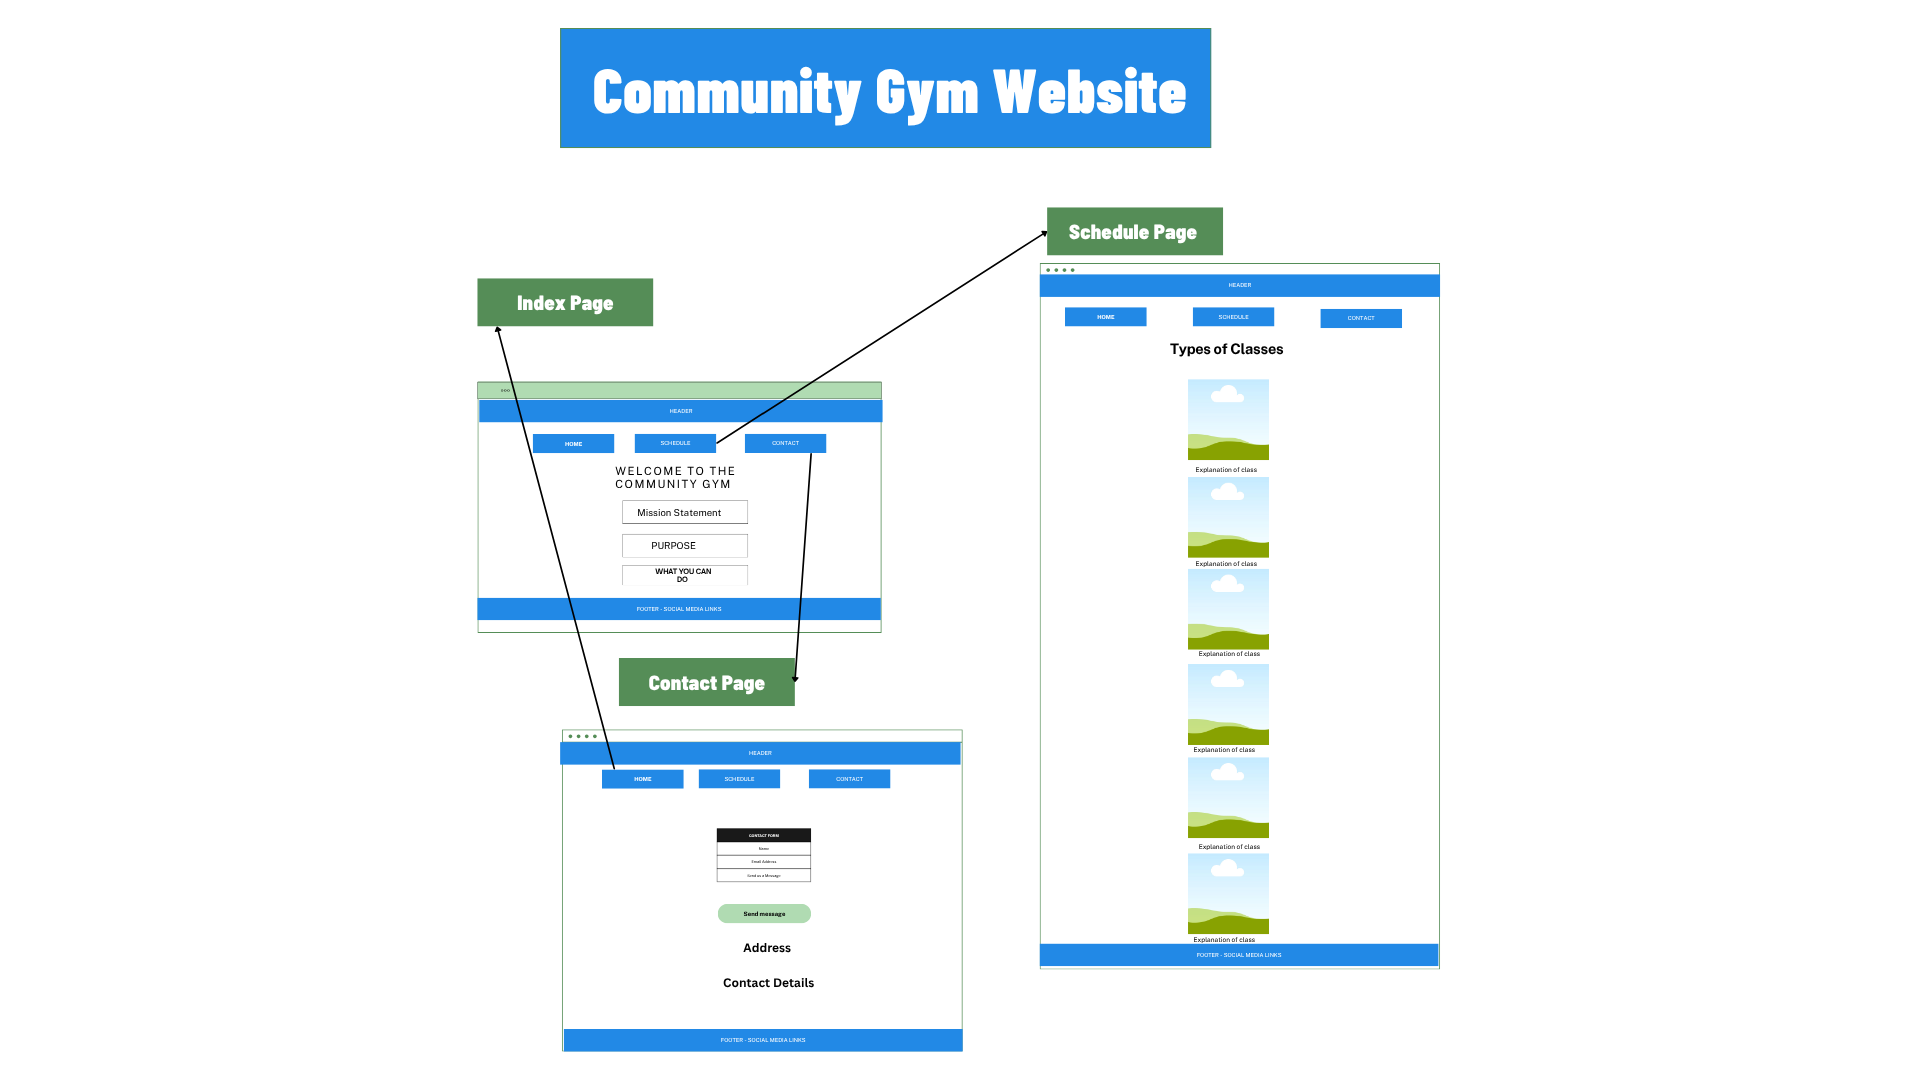 Community Gym Website
Index Page
HEADER
HOME
SCHEDULE
CONTACT
WELCOME TO THE
COMMUNITY GYM
Mission Statement
PURPOSE
WHAT YOU CAN
DO
FOOTER - SOCIAL MEDIA LINKS
Contact Page
HEADER
HOME
SCHEDULE
CONTACT
CONTACT FORM
Name
Email Address
Send us a Message
Send message
Address
Contact Details
FOOTER - SOCIAL MEDIA LINKS
Schedule Page
HEADER
HOME
SCHEDULE
CONTACT
Types of Classes
Explanation of class
Explanation of class
Explanation of class
Explanation of class
Explanation of class
Explanation of class
FOOTER - SOCIAL MEDIA LINKS